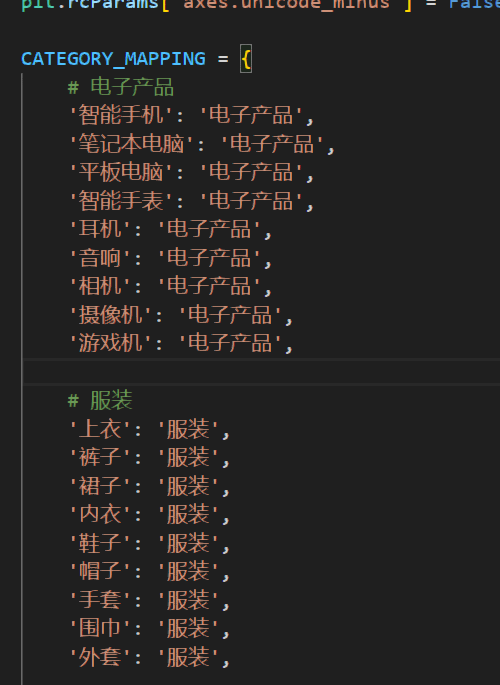 plt.rcParams['axes.unicode_minus'] = False
CATEGORY_MAPPING = {
# 电子产品
'智能手机': '电子产品',
'笔记本电脑': '电子产品',
'平板电脑': '电子产品',
'智能手表': '电子产品',
'耳机': '电子产品',
'音响': '电子产品',
'相机': '电子产品',
'摄像机': '电子产品',
'游戏机': '电子产品',
# 服装
'上衣': '服装',
'裤子': '服装',
'裙子': '服装',
'内衣': '服装',
'鞋子': '服装',
'帽子': '服装',
'手套': '服装',
'围巾': '服装',
'外套': '服装',